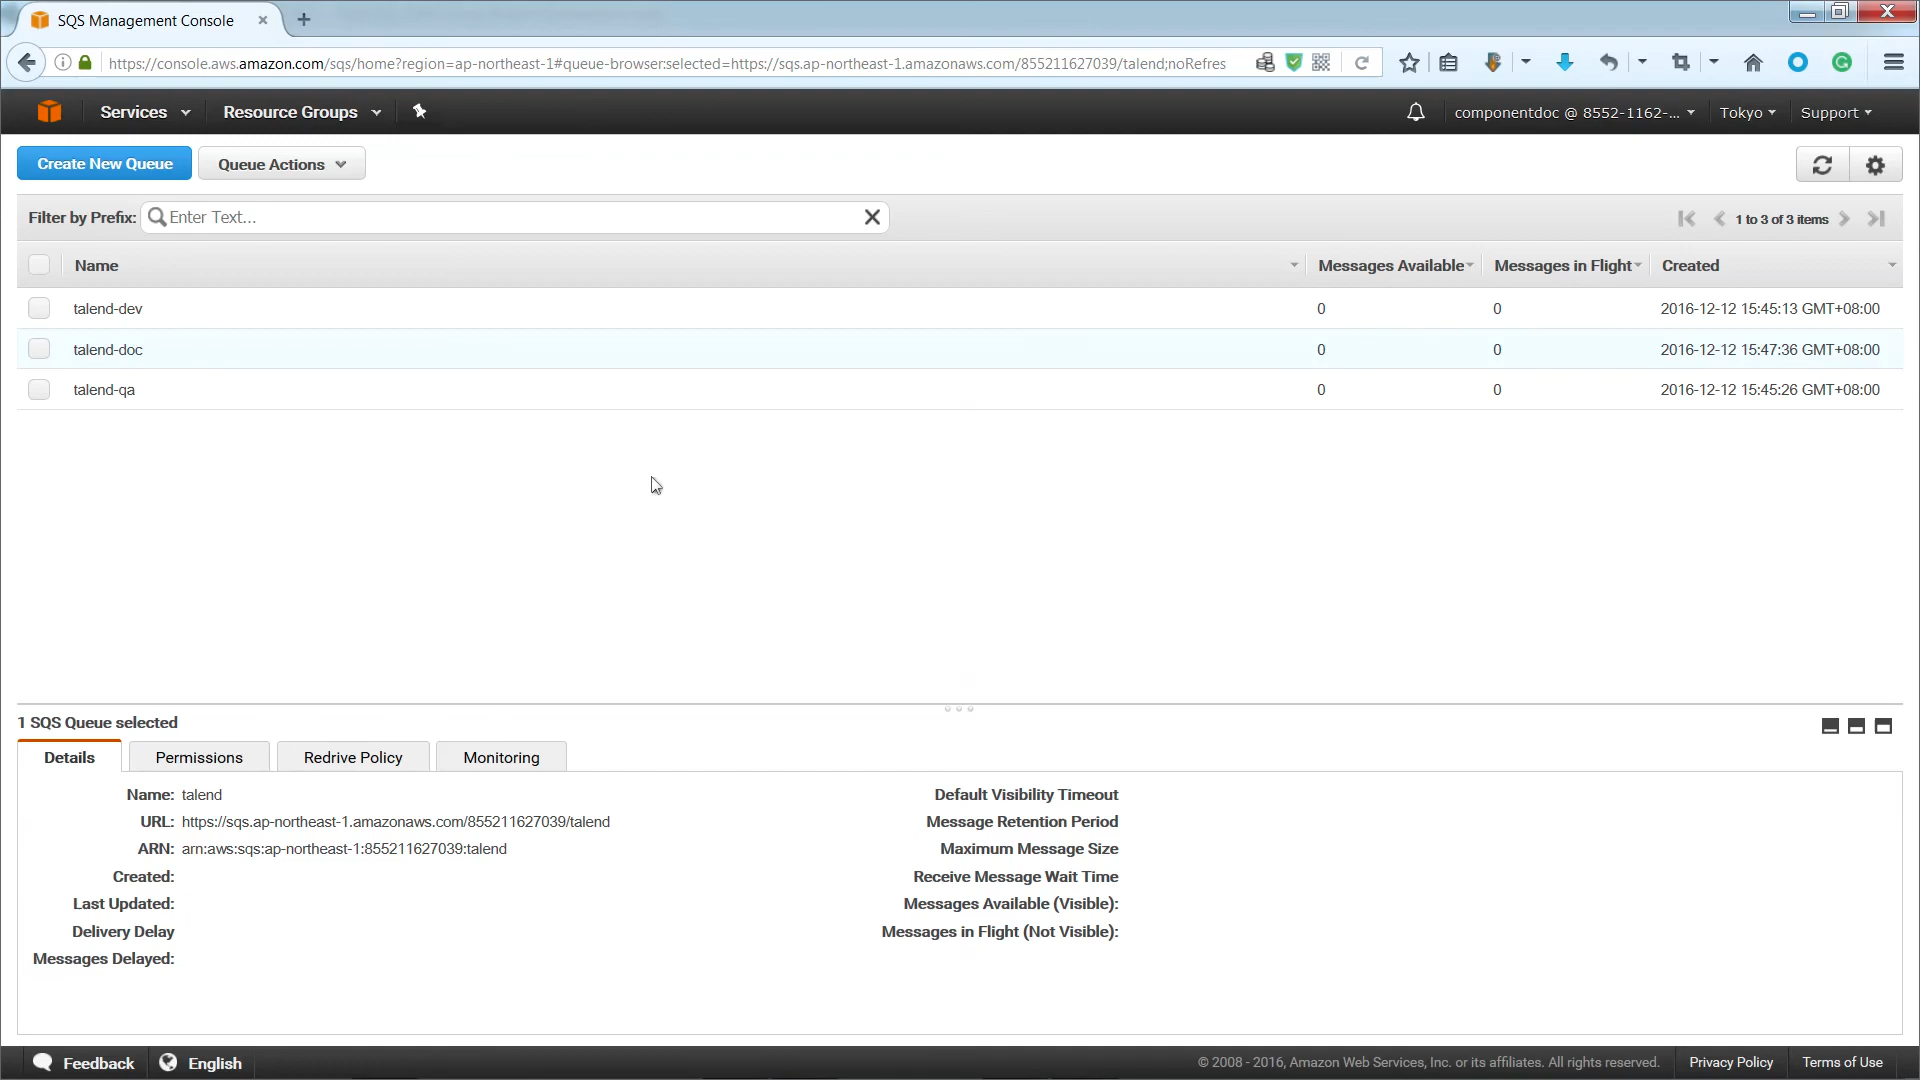 SQS Management Console
https://console.aws.amazon.com/sqs/home?region=ap-northeast-1#queue-browser:selected=https://sqs.ap-northeast-1.amazonaws.com/855211627039/talend;noRefres
Services Resource Groups componentdoc @ 8552-1162-... Tokyo Support
Create New Queue Queue Actions
Filter by Prefix: Enter Text... 1 to 3 of 3 items
Name Messages Available Messages in Flight Created
talend-dev 0 0 2016-12-12 15:45:13 GMT+08:00
talend-doc 0 0 2016-12-12 15:47:36 GMT+08:00
talend-qa 0 0 2016-12-12 15:45:26 GMT+08:00
1 SQS Queue selected
Details Permissions Redrive Policy Monitoring
Name: talend Default Visibility Timeout
URL: https://sqs.ap-northeast-1.amazonaws.com/855211627039/talend Message Retention Period
ARN: arn:aws:sqs:ap-northeast-1:855211627039:talend Maximum Message Size
Created: Receive Message Wait Time
Last Updated: Messages Available (Visible):
Delivery Delay Messages in Flight (Not Visible):
Messages Delayed:
Feedback English © 2008 - 2016, Amazon Web Services, Inc. or its affiliates. All rights reserved. Privacy Policy Terms of Use